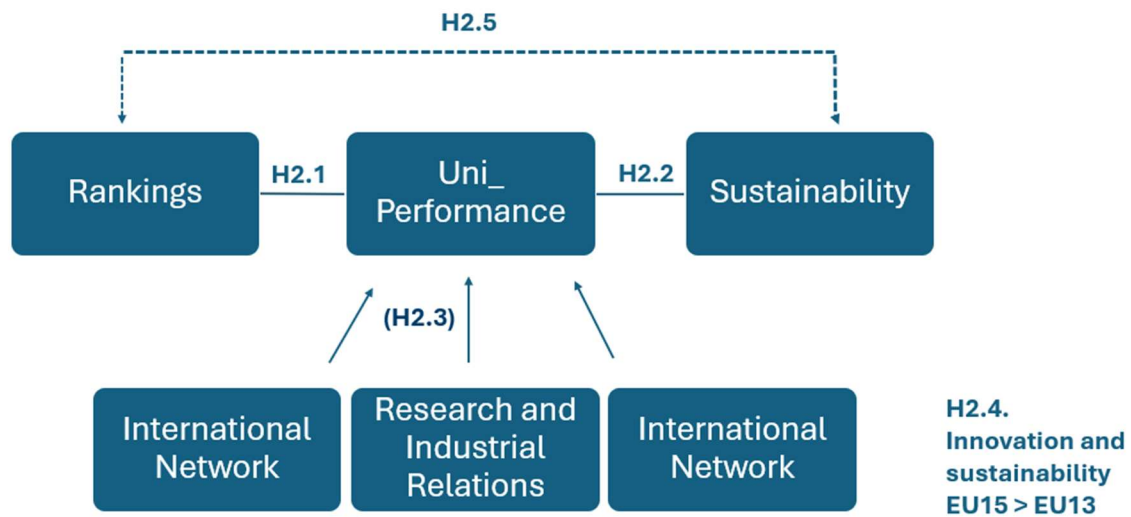 H2.5
Rankings
H2.1
Uni_
Performance
H2.2
Sustainability
(H2.3)
International
Network
Research and
Industrial
Relations
International
Network
H2.4.
Innovation and
sustainability
EU15 > EU13